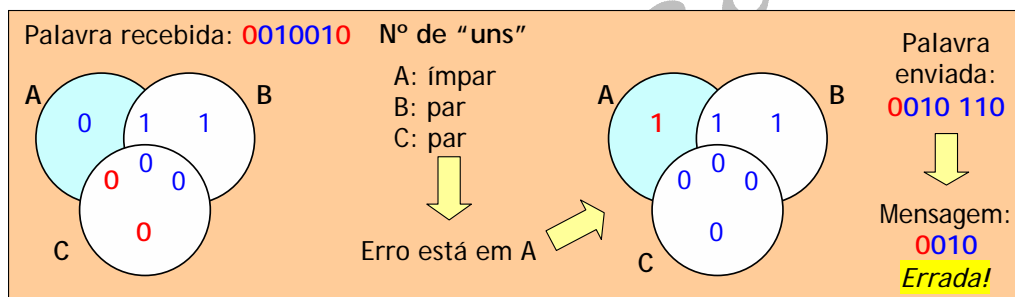 Palavra recebida: 0010010 Nº de “uns”
A: ímpar
B: par
C: par
Erro está em A
A
B
C
0 1 1
0
0 0
0
A
B
C
1 1 1
0
0 0
0
Palavra
enviada:
0010 110
Mensagem:
0010
Errada!